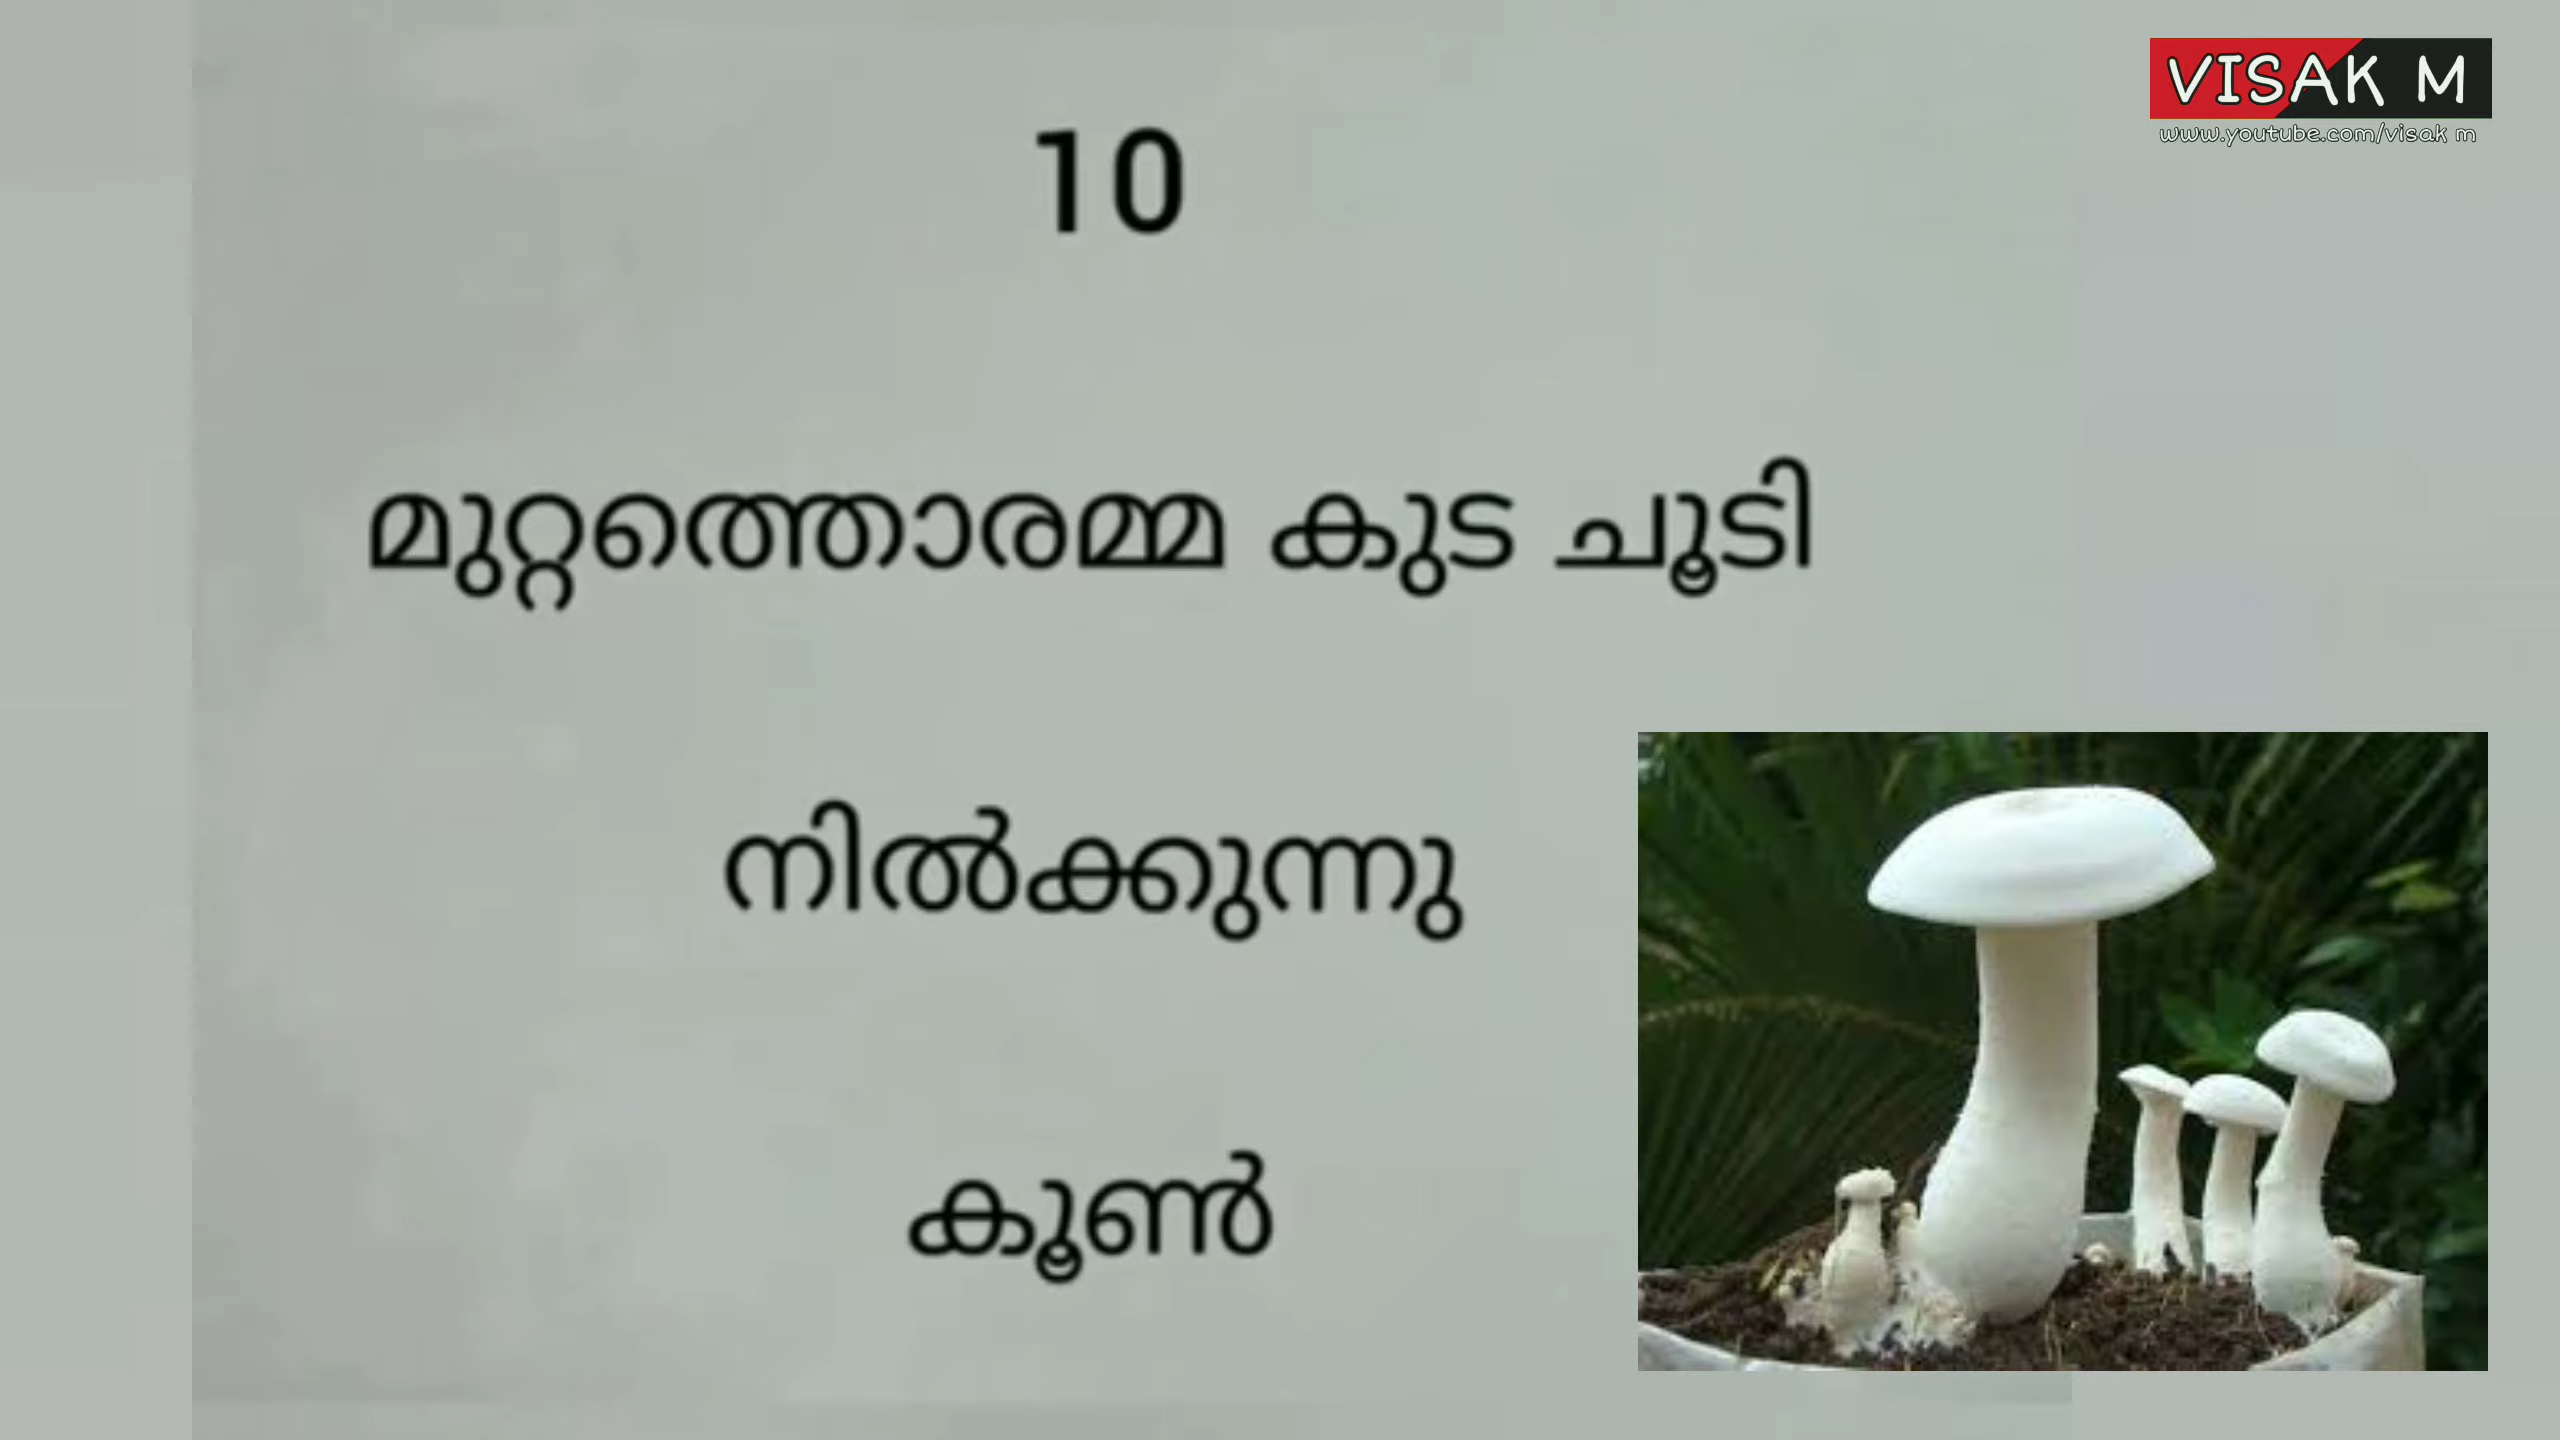 VISAK M
www.youtube.com/visak m
10
മുറ്റത്തൊരമ്മ കുട ചൂടി
നിൽക്കുന്നു
കൂൺ